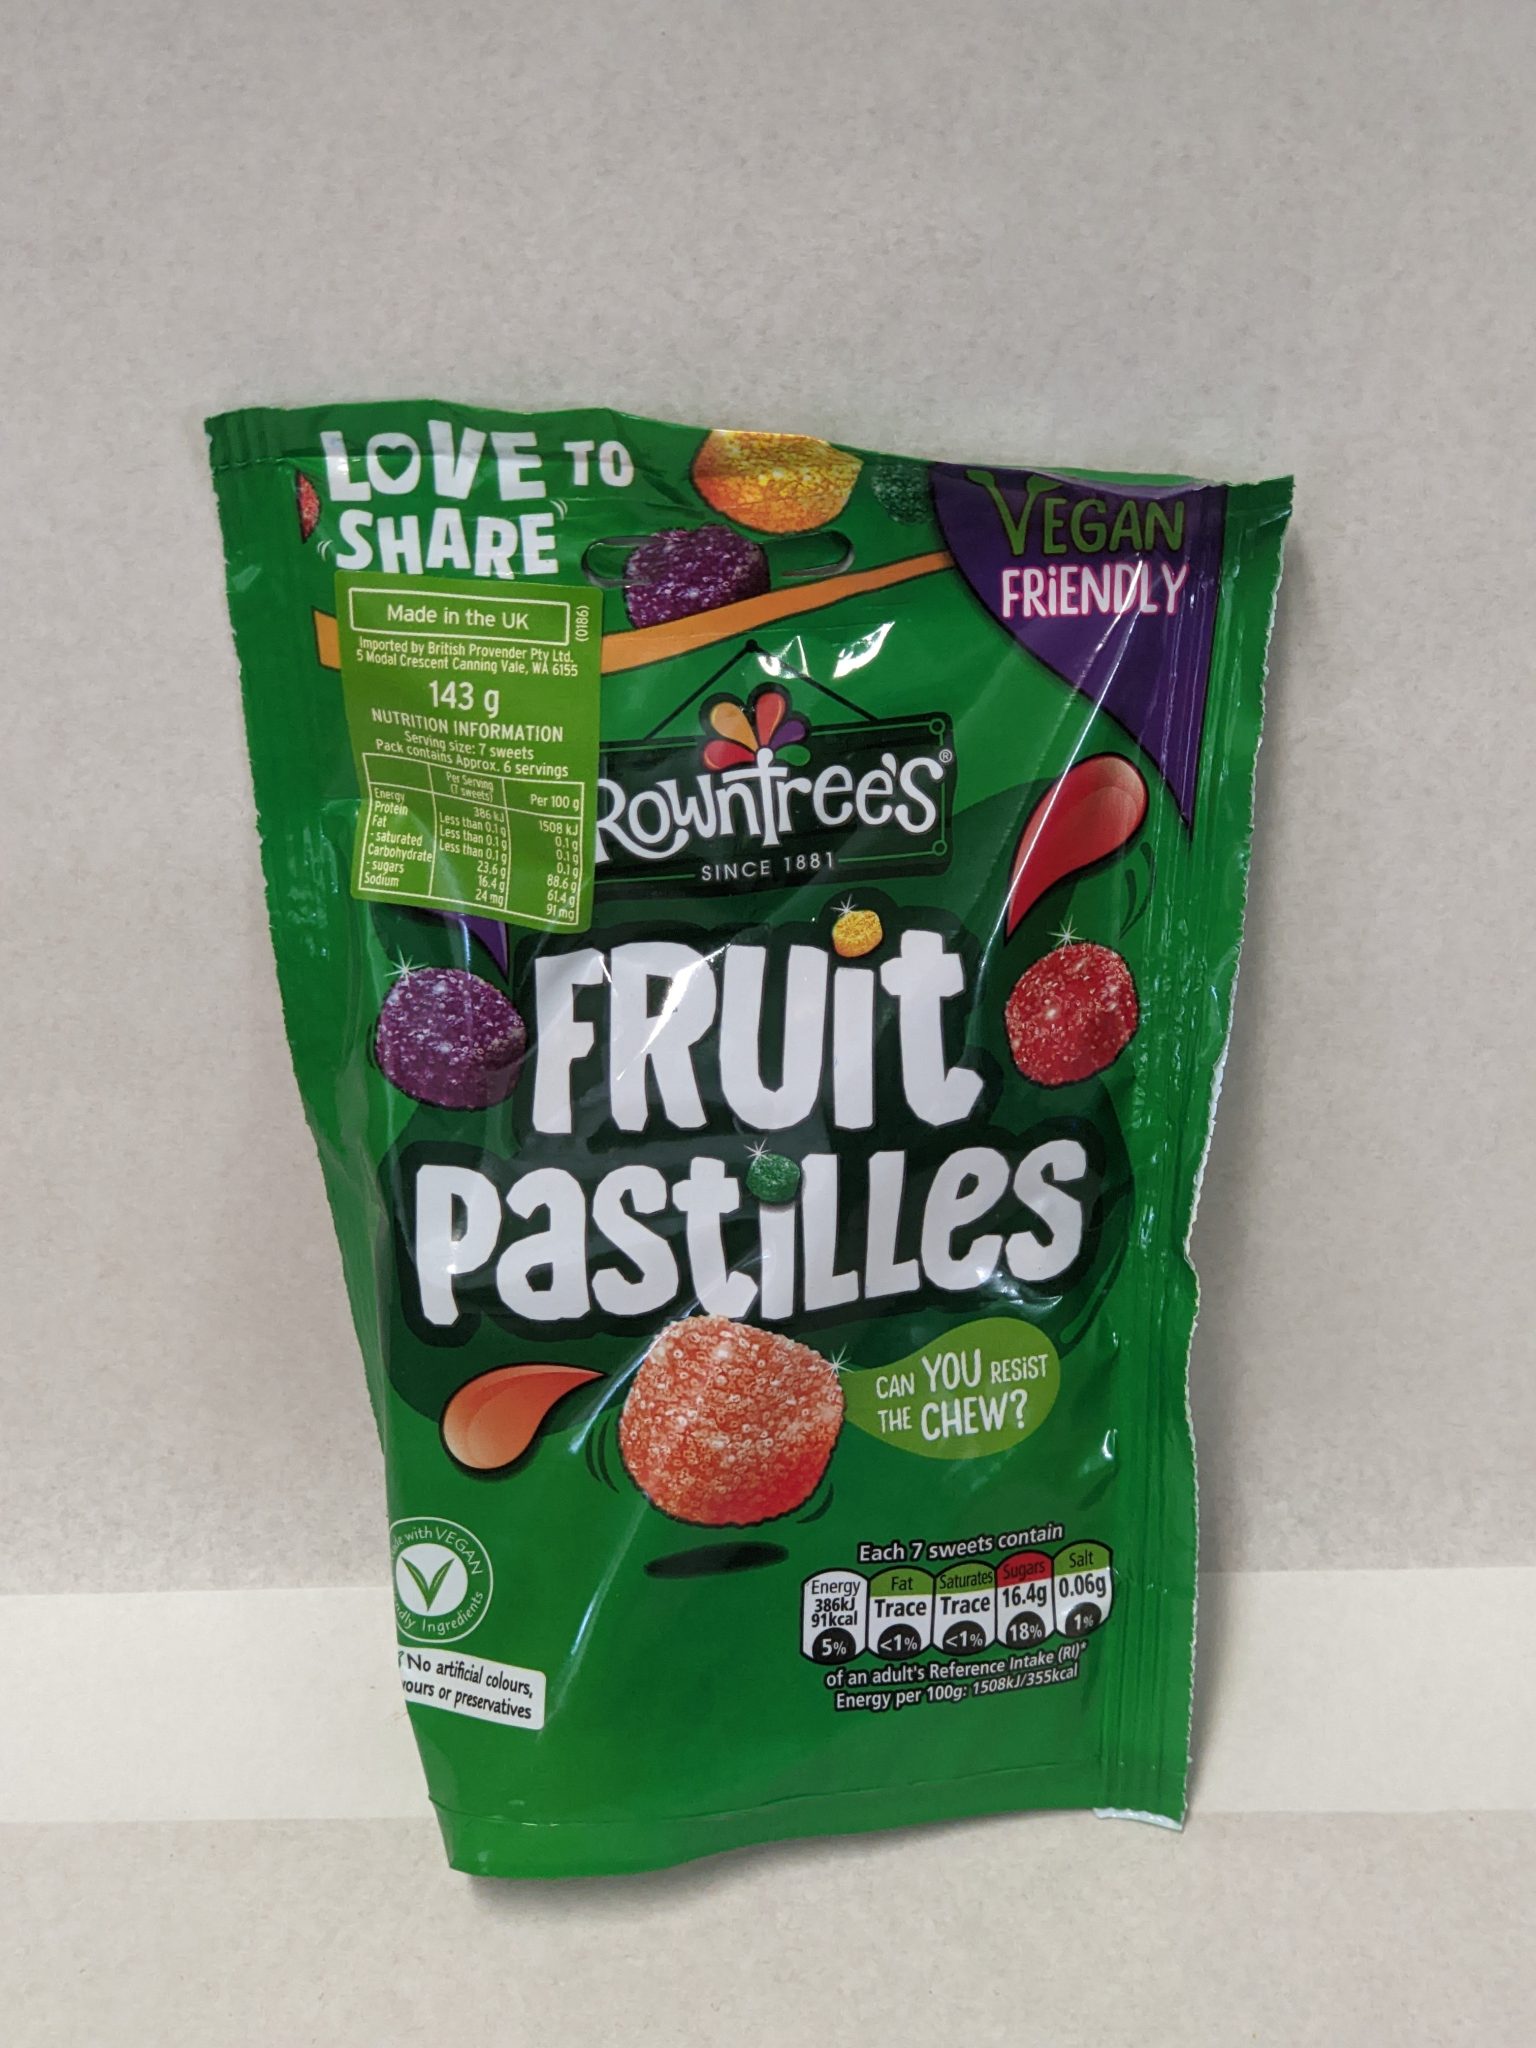 LOVE TO
SHARE
VEGAN
FRiENDLY
Made in the UK
(0186)
Imported by British Provender Pty Ltd.
5 Modal Crescent Canning Vale, WA 6155
143 g
NUTRITION INFORMATION
Serving size: 7 sweets
Pack contains Approx. 6 servings
Per Serving (7 sweets) Per 100 g
Energy 386 kJ 1508 kJ
Protein Less than 0.1 g 0.1 g
Fat Less than 0.1 g 0.1 g
- saturated Less than 0.1 g 0.1 g
Carbohydrate 23.6 g 88.6 g
- sugars 16.4 g 61.4 g
Sodium 24 mg 91 mg
Rowntree's®
SINCE 1881
FRUit
PastiLLes
CAN YOU RESiST
THE CHEW?
with VEGAN
Ingredients
No artificial colours,
or preservatives
Each 7 sweets contain
Energy 386kJ 91kcal 5%
Fat Trace <1%
Saturates Trace <1%
Sugars 16.4g 18%
Salt 0.06g 1%
of an adult's Reference Intake (RI)*
Energy per 100g: 1508kJ/355kcal